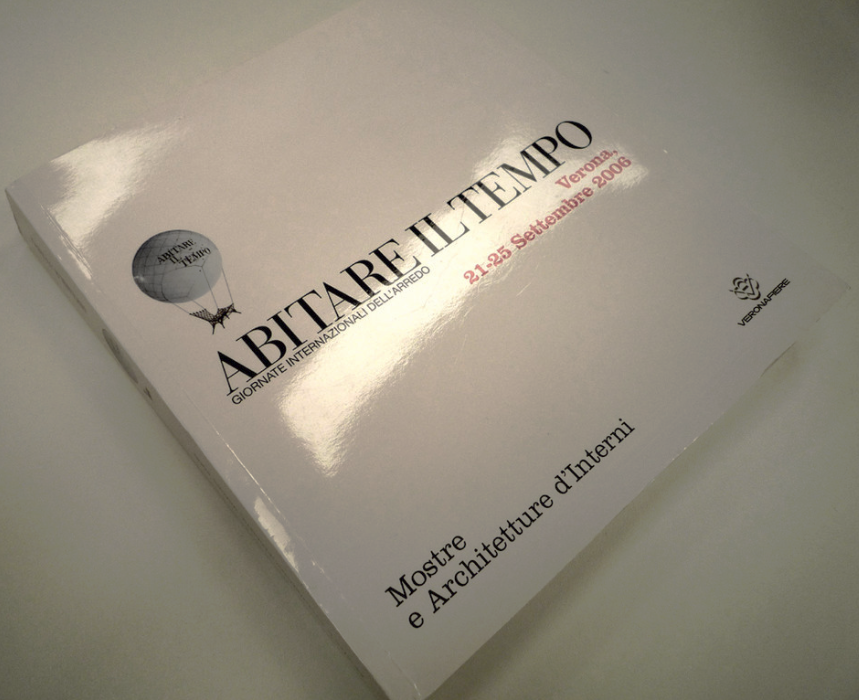 ABITARE
IL
TEMPO
ABITARE IL TEMPO
GIORNATE INTERNAZIONALI DELL'ARREDO
Verona,
21-25 Settembre 2006
VERONAFIERE
Mostre
e Architetture d'Interni